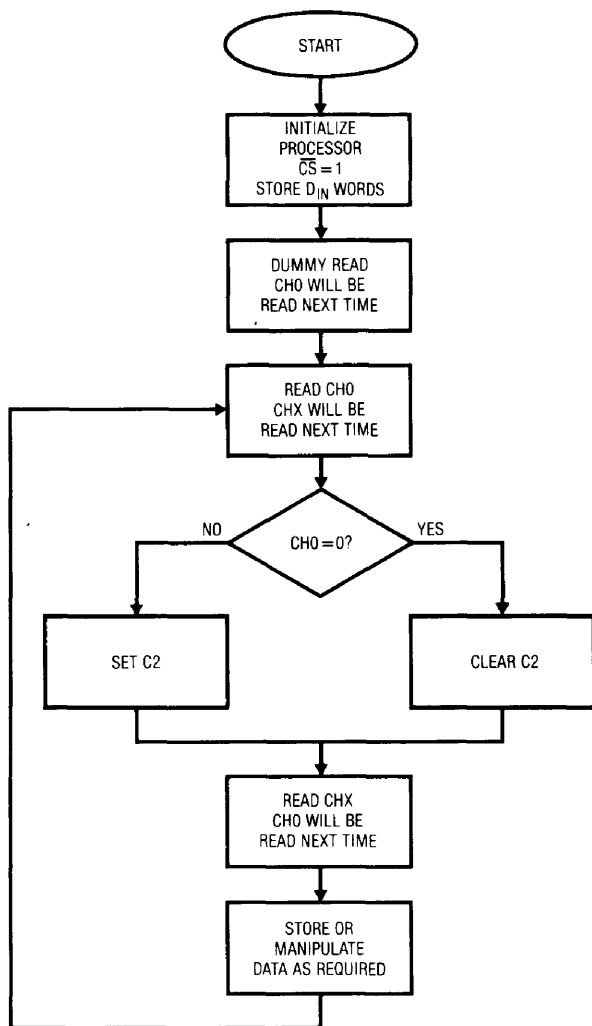 START
INITIALIZE
PROCESSOR
C̅S̅ = 1
STORE DIN WORDS
DUMMY READ
CH0 WILL BE
READ NEXT TIME
READ CH0
CHX WILL BE
READ NEXT TIME
NO
CH0 = 0?
YES
SET C2
CLEAR C2
READ CHX
CH0 WILL BE
READ NEXT TIME
STORE OR
MANIPULATE
DATA AS REQUIRED